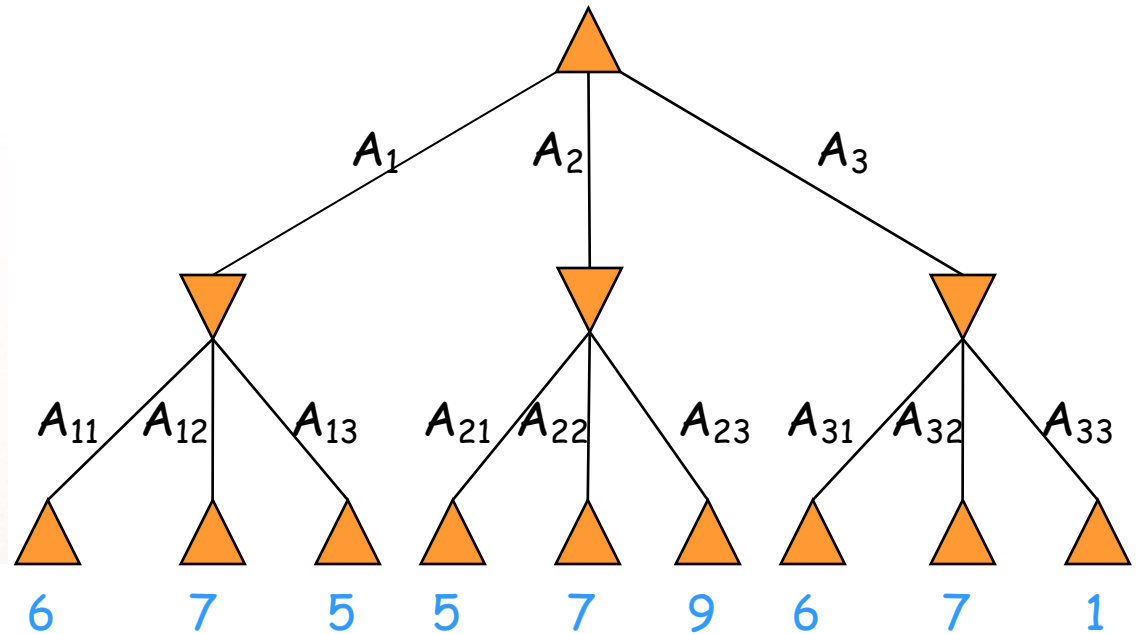 A₁ A₂ A₃
A₁₁ A₁₂ A₁₃ A₂₁ A₂₂ A₂₃ A₃₁ A₃₂ A₃₃
6 7 5 5 7 9 6 7 1